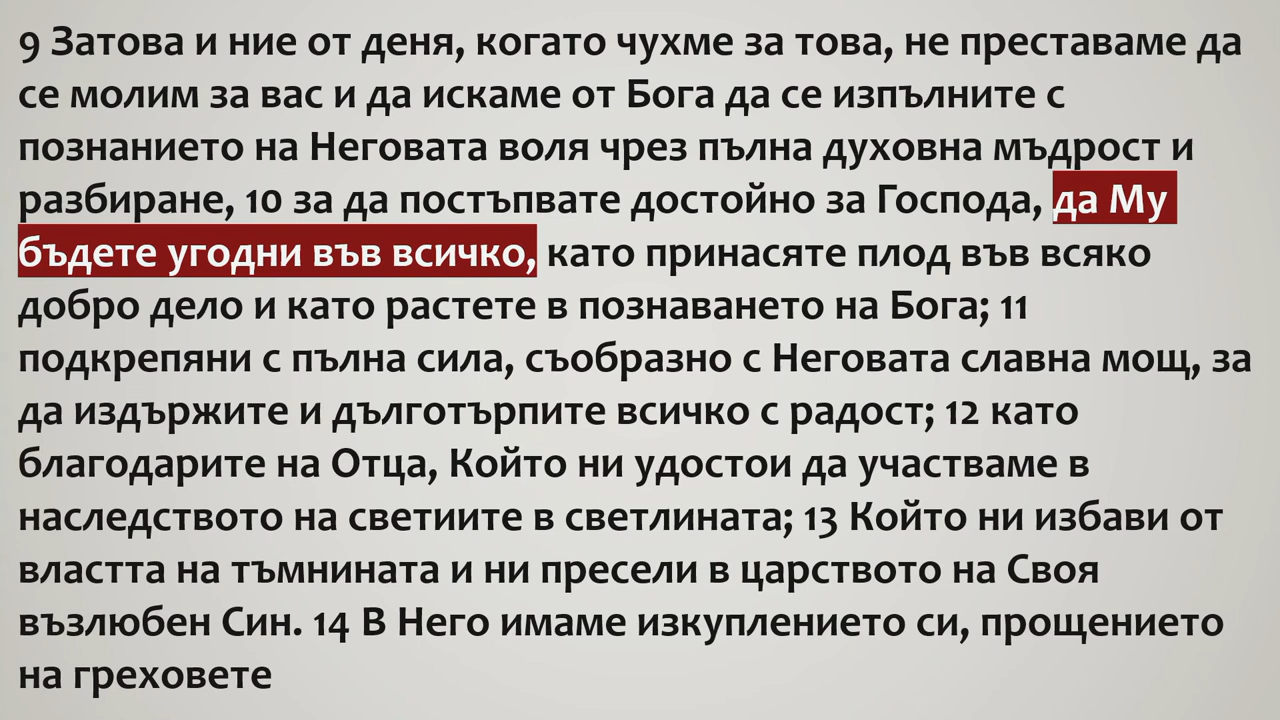 9 Затова и ние от деня, когато чухме за това, не преставаме да
се молим за вас и да искаме от Бога да се изпълните с
познанието на Неговата воля чрез пълна духовна мъдрост и
разбиране, 10 за да постъпвате достойно за Господа, да Му
бъдете угодни във всичко, като принасяте плод във всяко
добро дело и като растете в познаването на Бога; 11
подкрепяни с пълна сила, съобразно с Неговата славна мощ, за
да издържите и дълготърпите всичко с радост; 12 като
благодарите на Отца, Който ни удостои да участваме в
наследството на светиите в светлината; 13 Който ни избави от
властта на тъмнината и ни пресели в царството на Своя
възлюбен Син. 14 В Него имаме изкуплението си, прощението
на греховете